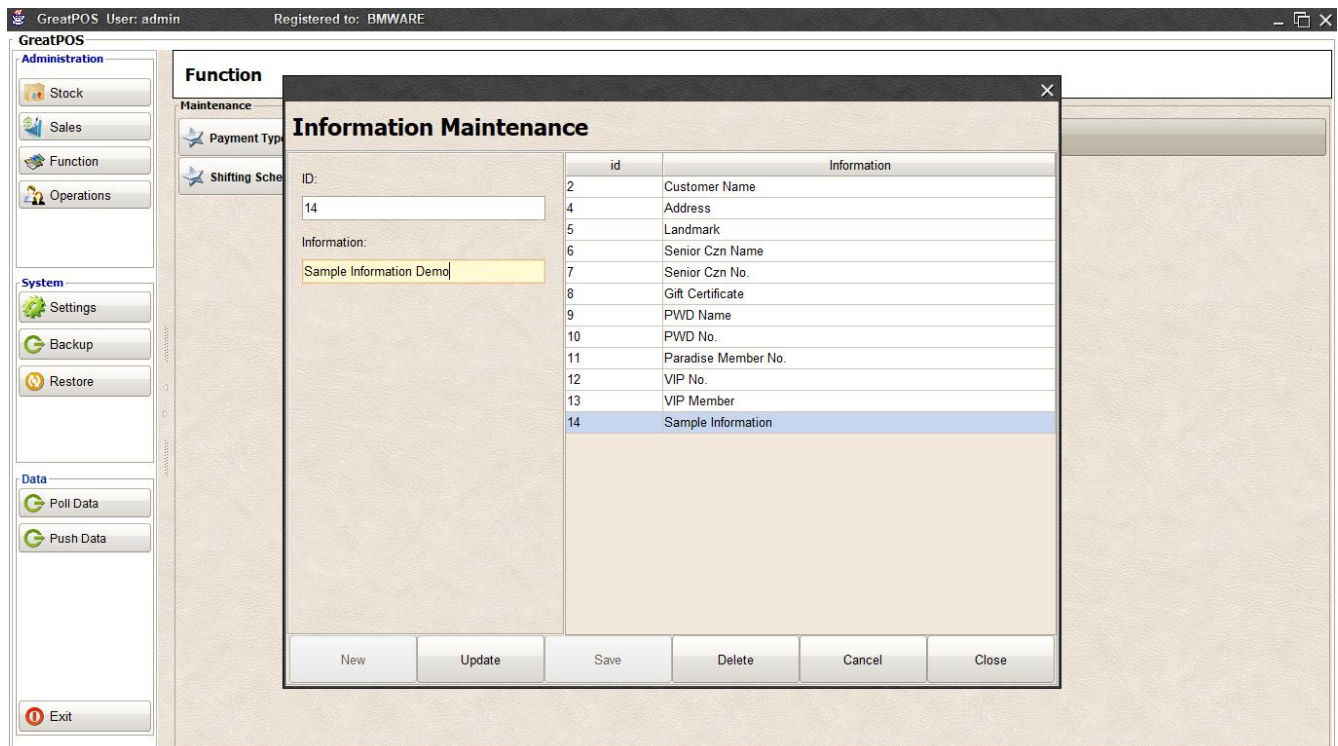 GreatPOS User: admin Registered to: BMWARE
GreatPOS
Administration
Stock
Sales
Function
Operations
System
Settings
Backup
Restore
Data
Poll Data
Push Data
Exit
Function
Maintenance
Payment Type
Shifting Sche
Information Maintenance
ID:
14
Information:
Sample Information Demo
id Information
2 Customer Name
4 Address
5 Landmark
6 Senior Czn Name
7 Senior Czn No.
8 Gift Certificate
9 PWD Name
10 PWD No.
11 Paradise Member No.
12 VIP No.
13 VIP Member
14 Sample Information
New Update Save Delete Cancel Close